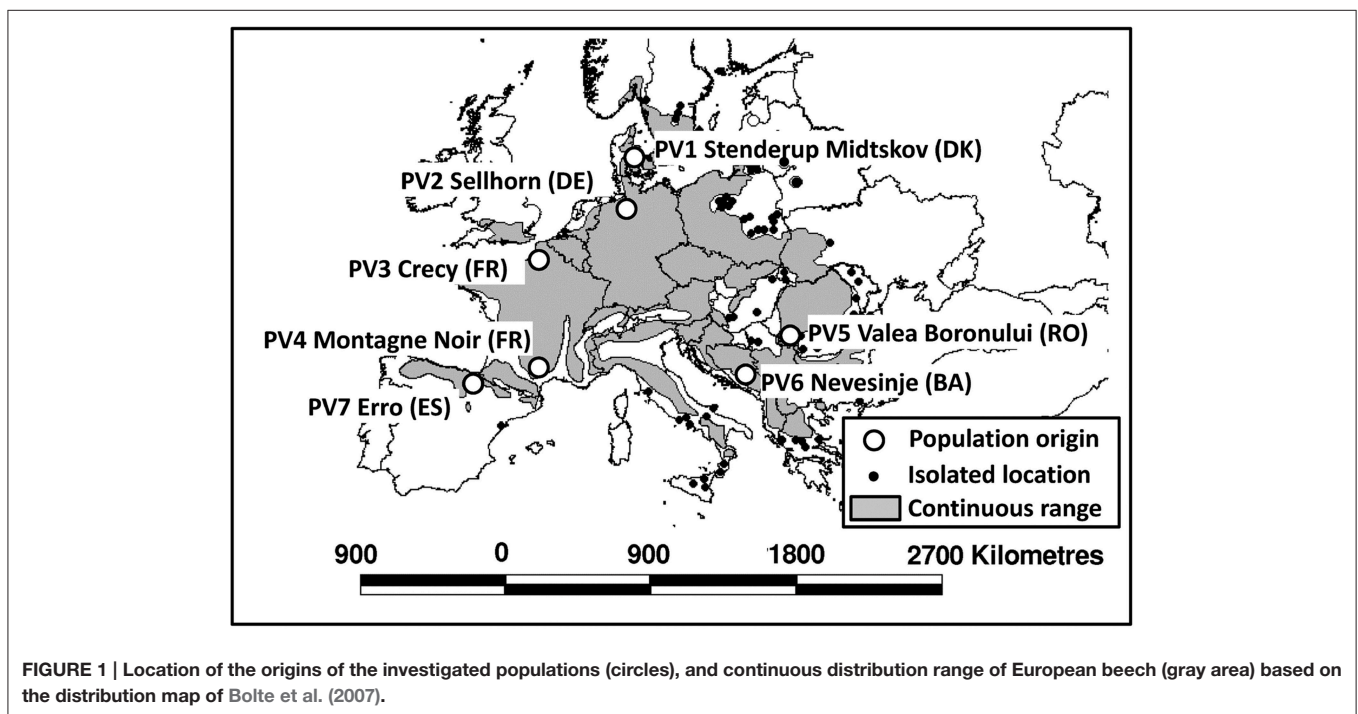 PV1 Stenderup Midtskov (DK)
PV2 Sellhorn (DE)
PV3 Crecy (FR)
PV4 Montagne Noir (FR)
PV5 Valea Boronului (RO)
PV6 Nevesinje (BA)
PV7 Erro (ES)
Population origin
Isolated location
Continuous range
900 0 900 1800 2700 Kilometres
FIGURE 1 | Location of the origins of the investigated populations (circles), and continuous distribution range of European beech (gray area) based on
the distribution map of Bolte et al. (2007).